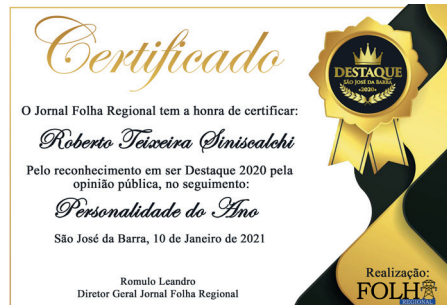 Certificado
DESTAQUE
SÃO JOSÉ DA BARRA
•2020•
O Jornal Folha Regional tem a honra de certificar:
Roberto Teixeira Siniscalchi
Pelo reconhecimento em ser Destaque 2020 pela
opinião pública, no seguimento:
Personalidade do Ano
São José da Barra, 10 de Janeiro de 2021
Romulo Leandro
Diretor Geral Jornal Folha Regional
Realização:
FOLHA
REGIONAL